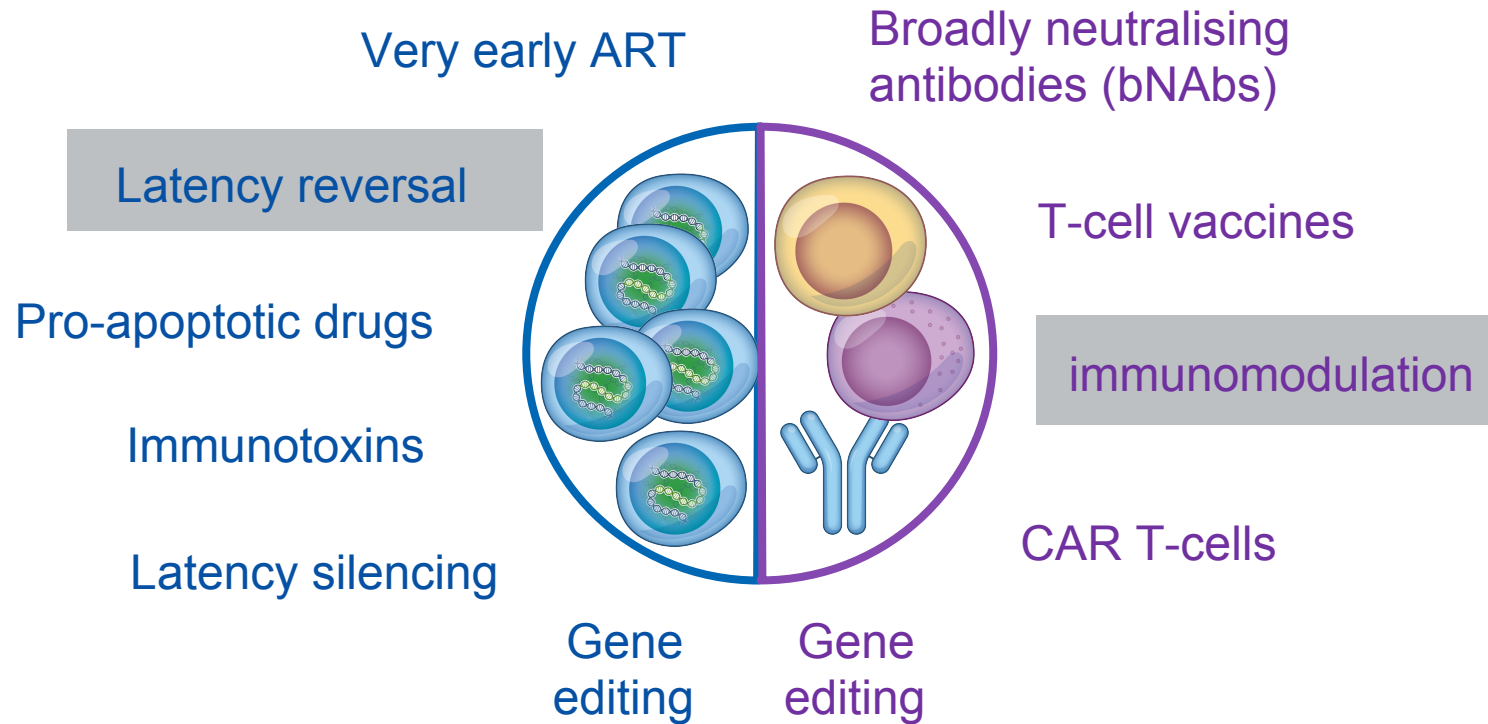 Very early ART
Latency reversal
Pro-apoptotic drugs
Immunotoxins
Latency silencing
Gene
editing
Broadly neutralising
antibodies (bNAbs)
T-cell vaccines
immunomodulation
CAR T-cells
Gene
editing